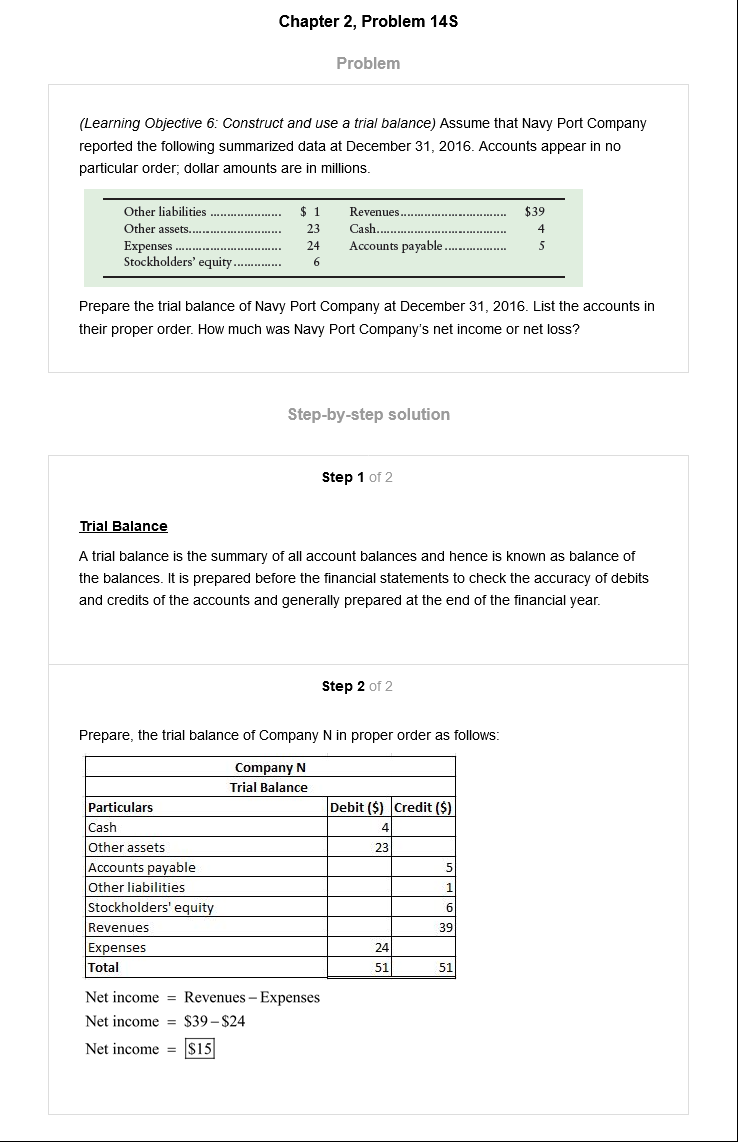 Chapter 2, Problem 14S
Problem
(Learning Objective 6: Construct and use a trial balance) Assume that Navy Port Company
reported the following summarized data at December 31, 2016. Accounts appear in no
particular order; dollar amounts are in millions.
Other liabilities ..................... $ 1 Revenues................................ $39
Other assets............................ 23 Cash....................................... 4
Expenses ................................ 24 Accounts payable................... 5
Stockholders' equity.............. 6
Prepare the trial balance of Navy Port Company at December 31, 2016. List the accounts in
their proper order. How much was Navy Port Company's net income or net loss?
Step-by-step solution
Step 1 of 2
Trial Balance
A trial balance is the summary of all account balances and hence is known as balance of
the balances. It is prepared before the financial statements to check the accuracy of debits
and credits of the accounts and generally prepared at the end of the financial year.
Step 2 of 2
Prepare, the trial balance of Company N in proper order as follows:
Company N
Trial Balance
Particulars Debit ($) Credit ($)
Cash 4
Other assets 23
Accounts payable 5
Other liabilities 1
Stockholders' equity 6
Revenues 39
Expenses 24
Total 51 51
Net income = Revenues – Expenses
Net income = $39 – $24
Net income = $15